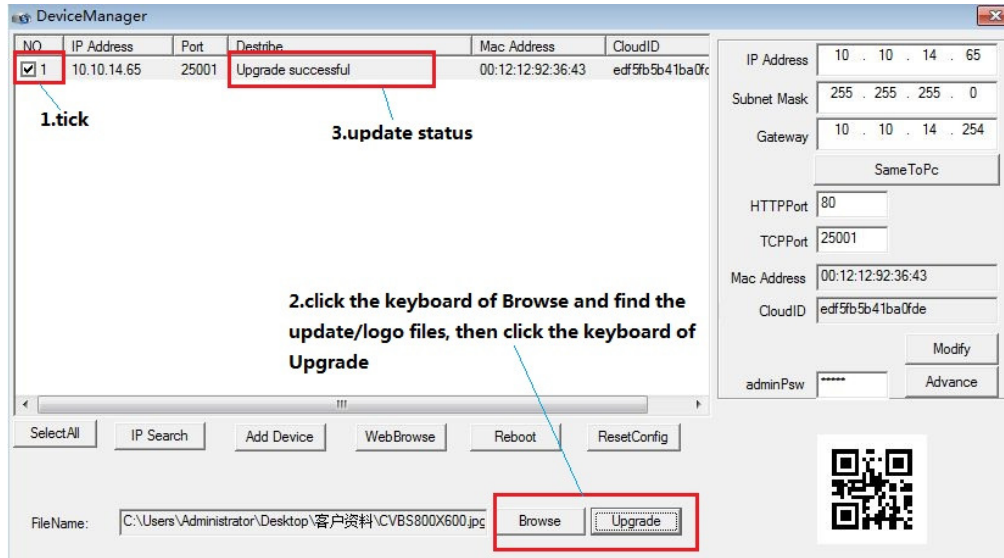 DeviceManager
NO IP Address Port Destribe Mac Address CloudID
1 10.10.14.65 25001 Upgrade successful 00:12:12:92:36:43 edf5fb5b41ba0fc
1.tick
3.update status
2.click the keyboard of Browse and find the
update/logo files, then click the keyboard of
Upgrade
IP Address 10 . 10 . 14 . 65
Subnet Mask 255 . 255 . 255 . 0
Gateway 10 . 10 . 14 . 254
SameToPc
HTTPPort 80
TCPPort 25001
Mac Address 00:12:12:92:36:43
CloudID edf5fb5b41ba0fde
Modify
adminPsw ***** Advance
SelectAll IP Search Add Device WebBrowse Reboot ResetConfig
FileName: C:\Users\Administrator\Desktop\客户资料\CVBS800X600.jpg Browse Upgrade